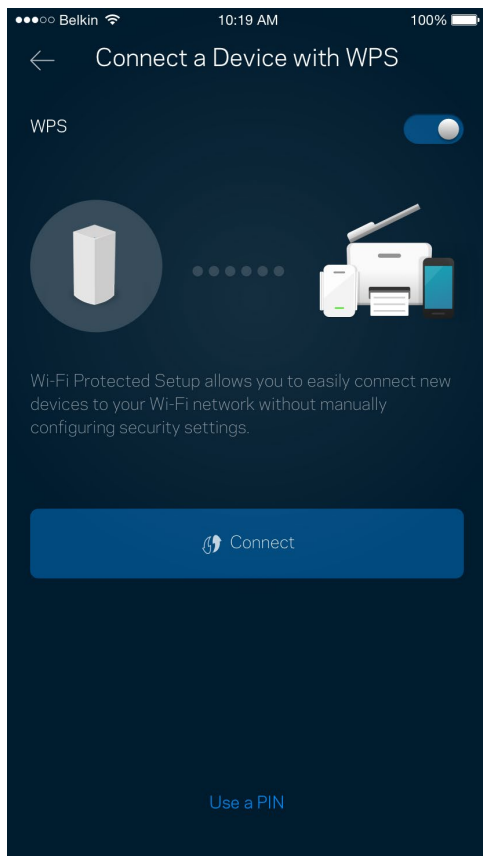 Belkin 10:19 AM 100%
Connect a Device with WPS
WPS
Wi-Fi Protected Setup allows you to easily connect new
devices to your Wi-Fi network without manually
configuring security settings.
Connect
Use a PIN